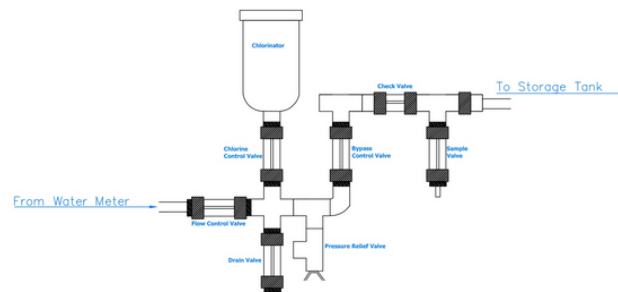 Chlorinator
Check Valve
To Storage Tank
Chlorine
Control Valve
Bypass
Control Valve
Sample
Valve
From Water Meter
Flow Control Valve
Pressure Relief Valve
Drain Valve